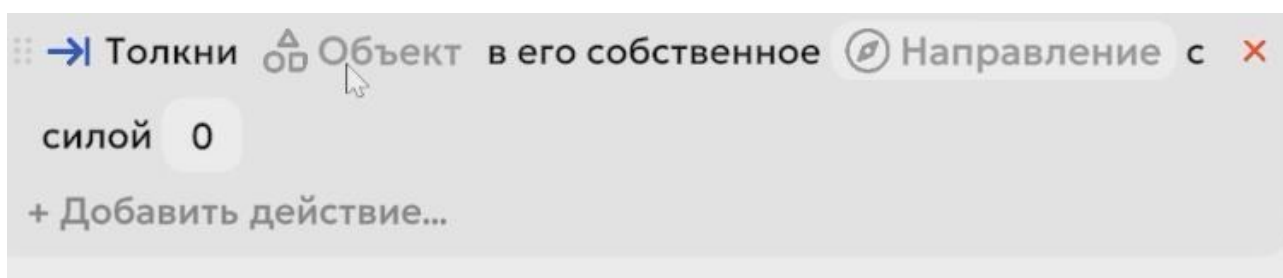 Толкни Объект в его собственное Направление с
силой 0
+ Добавить действие...